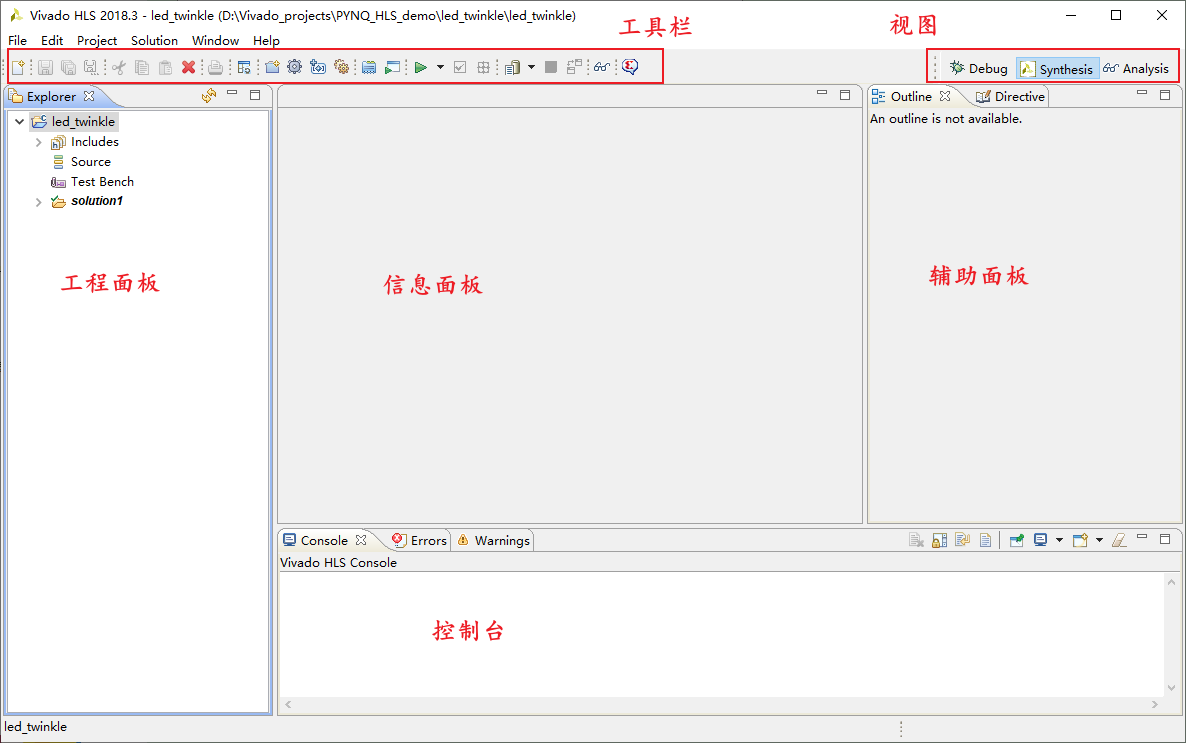 Vivado HLS 2018.3 - led_twinkle (D:\Vivado_projects\PYNQ_HLS_demo\led_twinkle\led_twinkle)
File Edit Project Solution Window Help
工具栏
视图
Debug Synthesis Analysis
Explorer
led_twinkle
Includes
Source
Test Bench
solution1
工程面板
信息面板
Outline Directive
An outline is not available.
辅助面板
Console Errors Warnings
Vivado HLS Console
控制台
led_twinkle